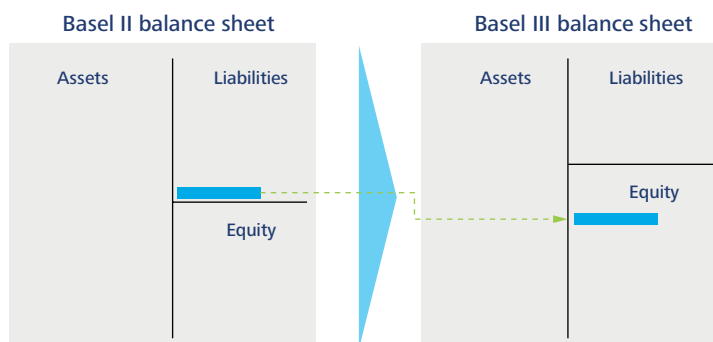 Basel II balance sheet
Assets
Liabilities
Equity
Basel III balance sheet
Assets
Liabilities
Equity